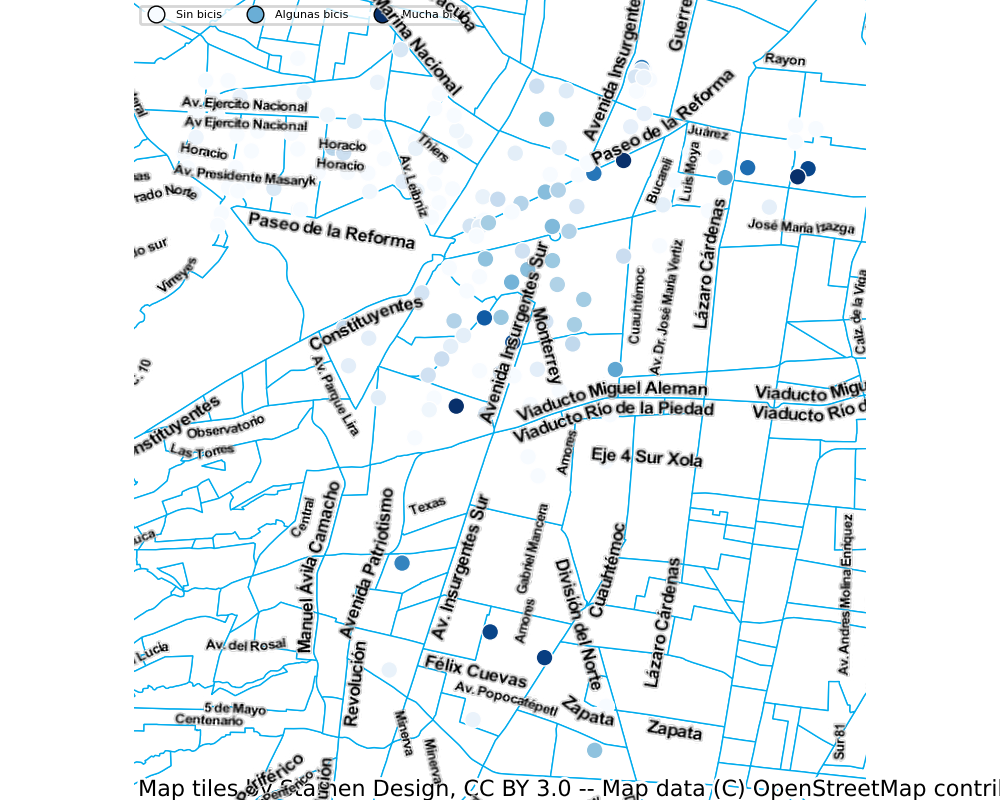 Sin bicis
Algunas bicis
Mucha bi
Tacuba
Marina Nacional
Avenida Insurgente
Guerre
Rayon
Paseo de la Reforma
Juárez
Av. Ejercito Nacional
Av Ejercito Nacional
Horacio
Horacio
Horacio
Thiers
Av. Presidente Masaryk
Av. Leibniz
Bucareli
Luis Moya
rado Norte
Paseo de la Reforma
José María Izazga
Lázaro Cárdenas
Virreyes
Constituyentes
Avenida Insurgentes Sur
Monterrey
Cuauhtémoc
Av. Dr. José María Vertiz
Calz. de la Viga
Av. Parque Lira
Viaducto Miguel Aleman
Viaducto Migu
Viaducto Río de la Piedad
Viaducto Río d
nstituyentes
Observatorio
Las Torres
Amores
Eje 4 Sur Xola
Central
Manuel Ávila Camacho
Avenida Patriotismo
Texas
Av. Insurgentes Sur
Gabriel Mancera
Amores
División del Norte
Cuauhtémoc
Lázaro Cárdenas
Av. Andres Molina Enriquez
Lucia
Av. del Rosal
Revolución
Félix Cuevas
Av. Popocatépetl
Zapata
Zapata
5 de Mayo
Centenario
Minerva
Minerva
Sur 81
Periférico
Periférico
ución
Map tiles by Stamen Design, CC BY 3.0 -- Map data (C) OpenStreetMap contri